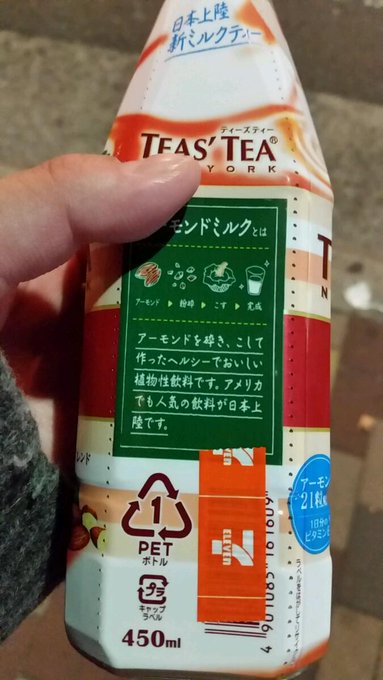 日本上陸
新ミルクティー
ティーズティー
TEAS' TEA®
YORK
モンドミルクとは
アーモンド ▶ 粉砕 ▶ こす ▶ 完成
アーモンドを砕き、こして
作ったヘルシーでおいしい
植物性飲料です。アメリカ
でも人気の飲料が日本上
陸です。
レンド
アーモン
21粒
1日分の
ビタミンE
1
PET
ボトル
プラ
キャップ
ラベル
450ml
7
ELEVEN
4 901085 161609